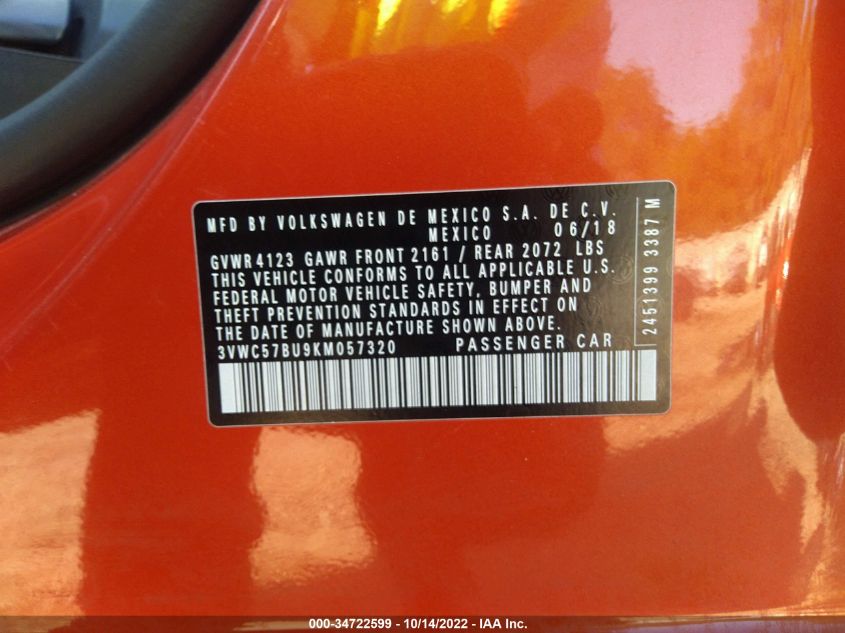 MFD BY VOLKSWAGEN DE MEXICO S.A. DE C.V.
MEXICO 06/18
GVWR 4123 GAWR FRONT 2161 / REAR 2072 LBS
THIS VEHICLE CONFORMS TO ALL APPLICABLE U.S.
FEDERAL MOTOR VEHICLE SAFETY, BUMPER AND
THEFT PREVENTION STANDARDS IN EFFECT ON
THE DATE OF MANUFACTURE SHOWN ABOVE.
3VWC57BU9KM057320 PASSENGER CAR
2451399 3387 M
000-34722599 - 10/14/2022 - IAA Inc.